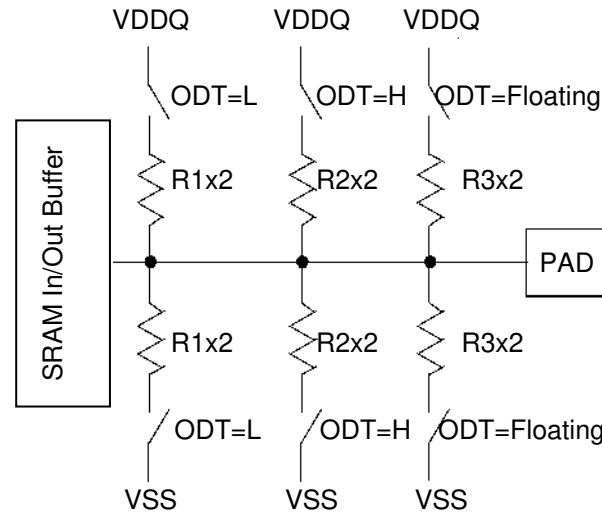 VDDQ VDDQ VDDQ
ODT=L ODT=H ODT=Floating
R1x2 R2x2 R3x2
SRAM In/Out Buffer
PAD
R1x2 R2x2 R3x2
ODT=L ODT=H ODT=Floating
VSS VSS VSS